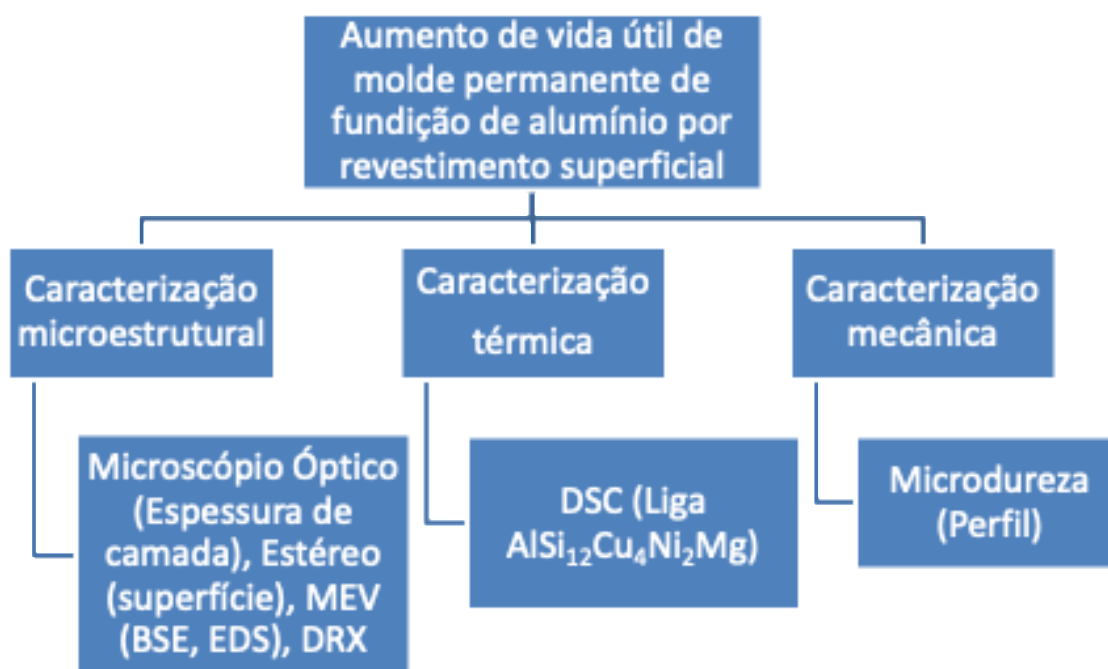 Aumento de vida útil de
molde permanente de
fundição de alumínio por
revestimento superficial
Caracterização
microestrutural
Caracterização
térmica
Caracterização
mecânica
Microscópio Óptico
(Espessura de
camada), Estéreo
(superfície), MEV
(BSE, EDS), DRX
DSC (Liga
AlSi₁₂Cu₄Ni₂Mg)
Microdureza
(Perfil)